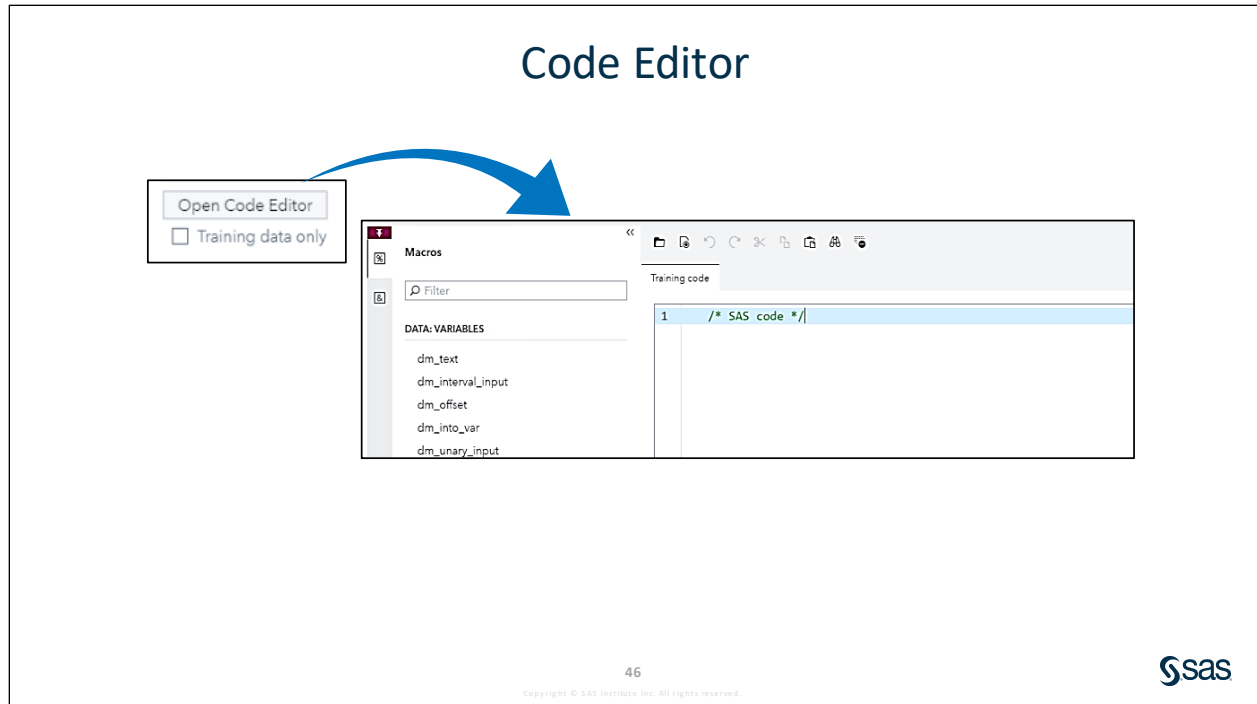 Code Editor
Open Code Editor
Training data only
%
&
Macros
Filter
DATA: VARIABLES
dm_text
dm_interval_input
dm_offset
dm_into_var
dm_unary_input
Training code
1 /* SAS code */
46
Copyright © SAS Institute Inc. All rights reserved.
sas